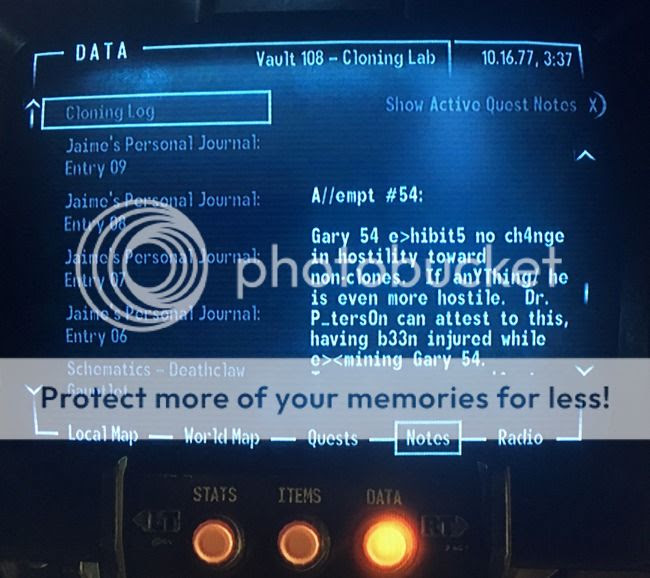 DATA
Vault 108 – Cloning Lab
10.16.77, 3:37
Cloning Log
Show Active Quest Notes X)
Jaime's Personal Journal:
Entry 09
Jaime's Personal Journal:
Entry 08
Jaime's Personal Journal:
Entry 07
Jaime's Personal Journal:
Entry 06
Schematics – Deathclaw
Gauntlet
A//empt #54:
Gary 54 e>hibit5 no ch4nge
in hostility toward
non-clones. If anYThing, he
is even more hostile. Dr.
P_tersOn can attest to this,
having b33n injured while
e><mining Gary 54.
photobucket
Protect more of your memories for less!
Local Map
World Map
Quests
Notes
Radio
STATS
ITEMS
DATA
LT
RT